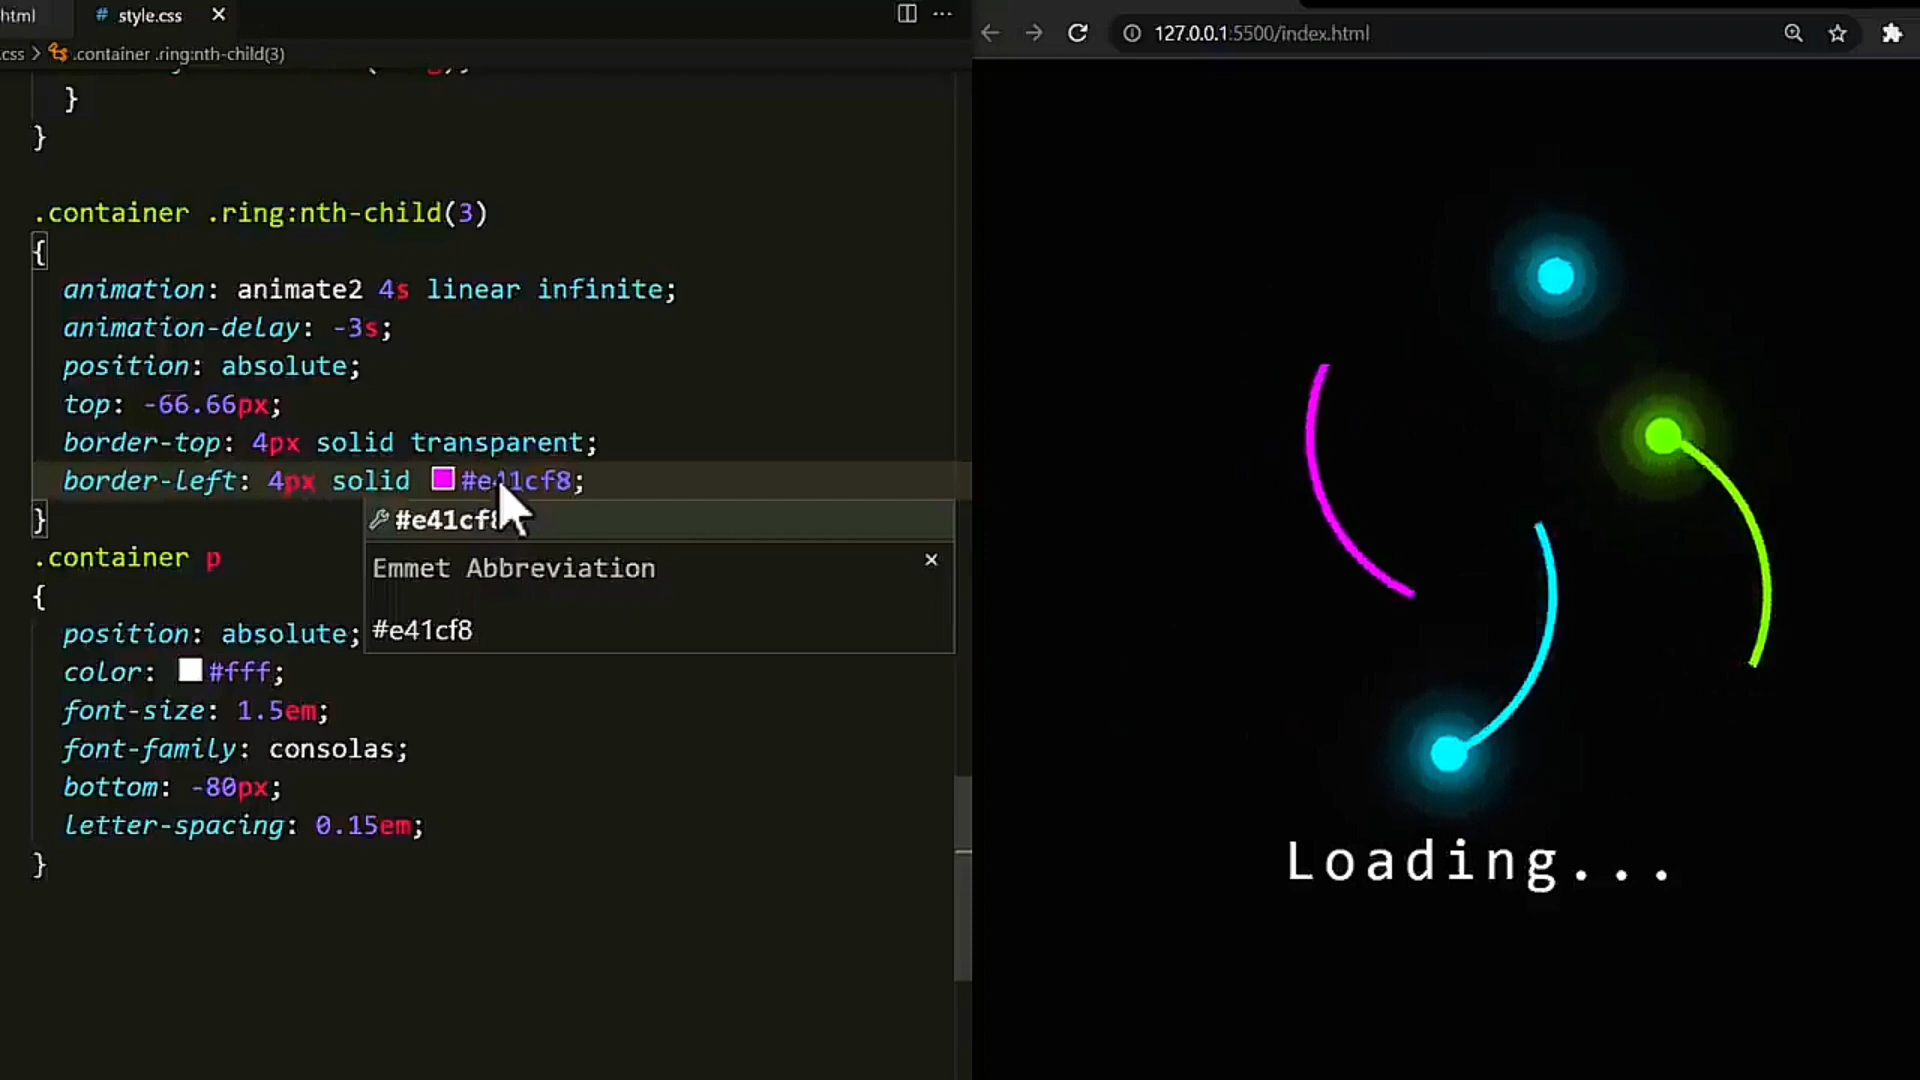 html
# style.css
.css > .container .ring:nth-child(3)
}
}
.container .ring:nth-child(3)
{
animation: animate2 4s linear infinite;
animation-delay: -3s;
position: absolute;
top: -66.66px;
border-top: 4px solid transparent;
border-left: 4px solid #e41cf8;
}
#e41cf8
.container p
Emmet Abbreviation
{
#e41cf8
position: absolute;
color: #fff;
font-size: 1.5em;
font-family: consolas;
bottom: -80px;
letter-spacing: 0.15em;
}
127.0.0.1:5500/index.html
Loading...